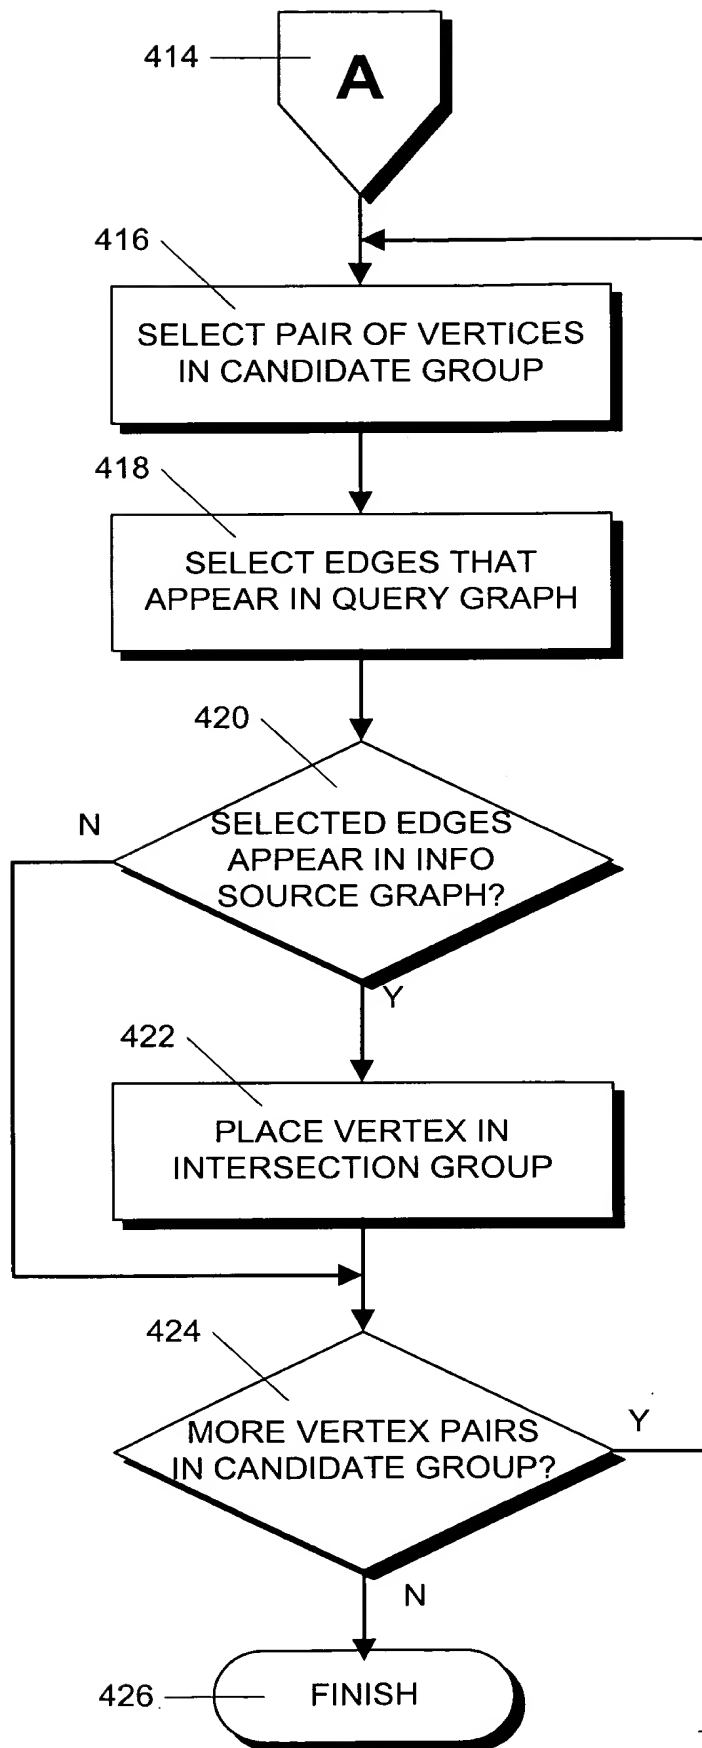 414
A
416
SELECT PAIR OF VERTICES
IN CANDIDATE GROUP
418
SELECT EDGES THAT
APPEAR IN QUERY GRAPH
420
N
SELECTED EDGES
APPEAR IN INFO
SOURCE GRAPH?
Y
422
PLACE VERTEX IN
INTERSECTION GROUP
424
MORE VERTEX PAIRS
IN CANDIDATE GROUP?
Y
N
426
FINISH